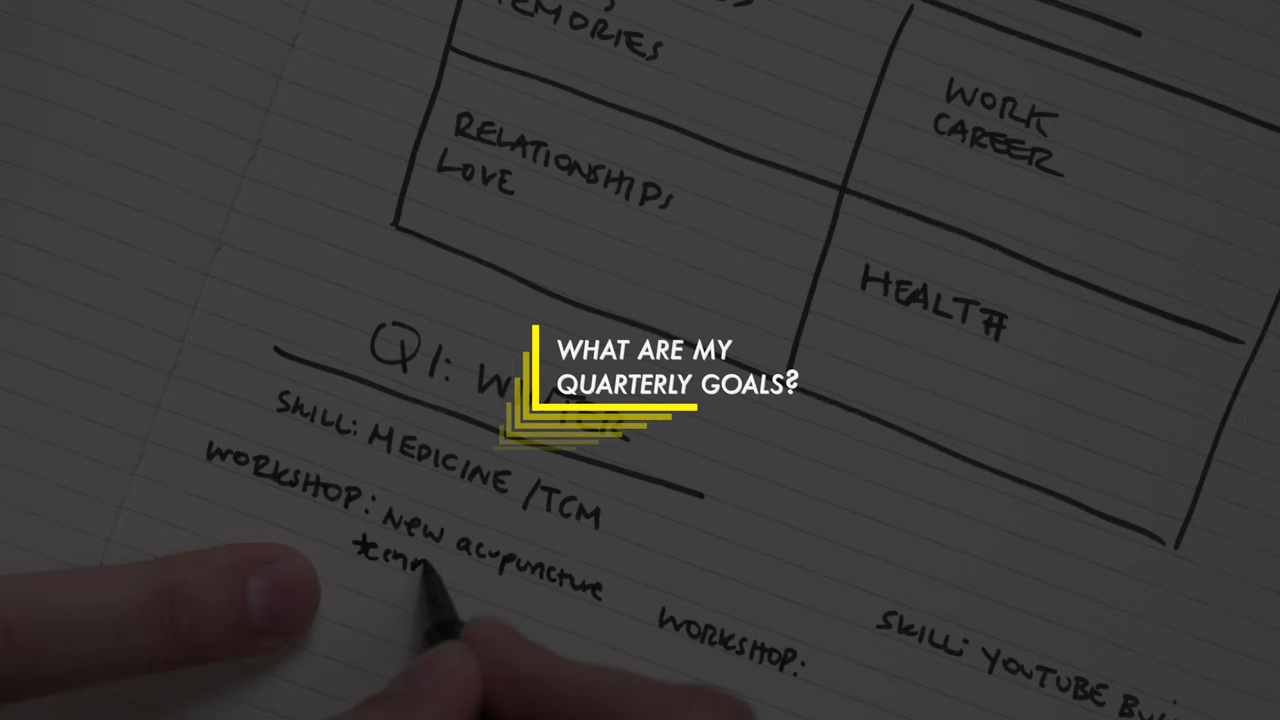 MEMORIES
WORK
CAREER
RELATIONSHIPS
LOVE
HEALTH
WHAT ARE MY
QUARTERLY GOALS?
Q1:
SKILL: MEDICINE /TCM
WORKSHOP: New acupuncture
WORKSHOP:
SKILL: YOUTUBE